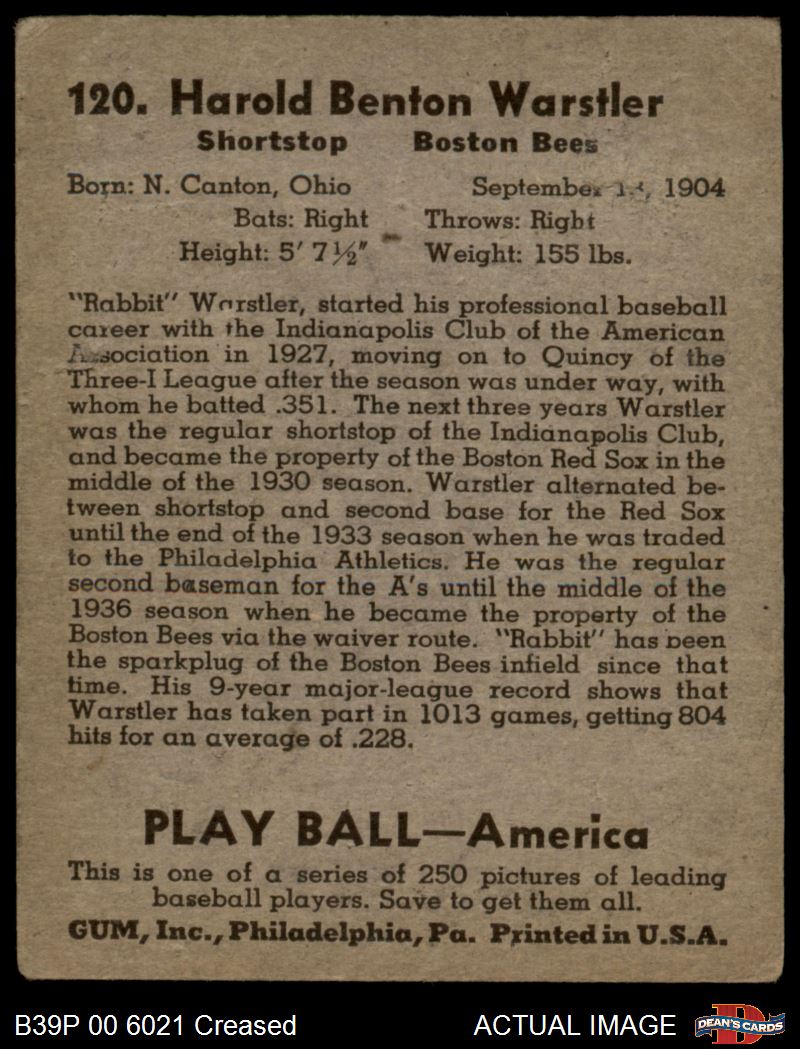 120. Harold Benton Warstler
Shortstop Boston Bees
Born: N. Canton, Ohio September 1904
Bats: Right Throws: Right
Height: 5' 7½" Weight: 155 lbs.
"Rabbit" Warstler, started his professional baseball
career with the Indianapolis Club of the American
Association in 1927, moving on to Quincy of the
Three-I League after the season was under way, with
whom he batted .351. The next three years Warstler
was the regular shortstop of the Indianapolis Club,
and became the property of the Boston Red Sox in the
middle of the 1930 season. Warstler alternated be-
tween shortstop and second base for the Red Sox
until the end of the 1933 season when he was traded
to the Philadelphia Athletics. He was the regular
second baseman for the A's until the middle of the
1936 season when he became the property of the
Boston Bees via the waiver route. "Rabbit" has been
the sparkplug of the Boston Bees infield since that
time. His 9-year major-league record shows that
Warstler has taken part in 1013 games, getting 804
hits for an average of .228.
PLAY BALL—America
This is one of a series of 250 pictures of leading
baseball players. Save to get them all.
GUM, Inc., Philadelphia, Pa. Printed in U.S.A.
B39P 00 6021 Creased ACTUAL IMAGE DEAN'S CARDS